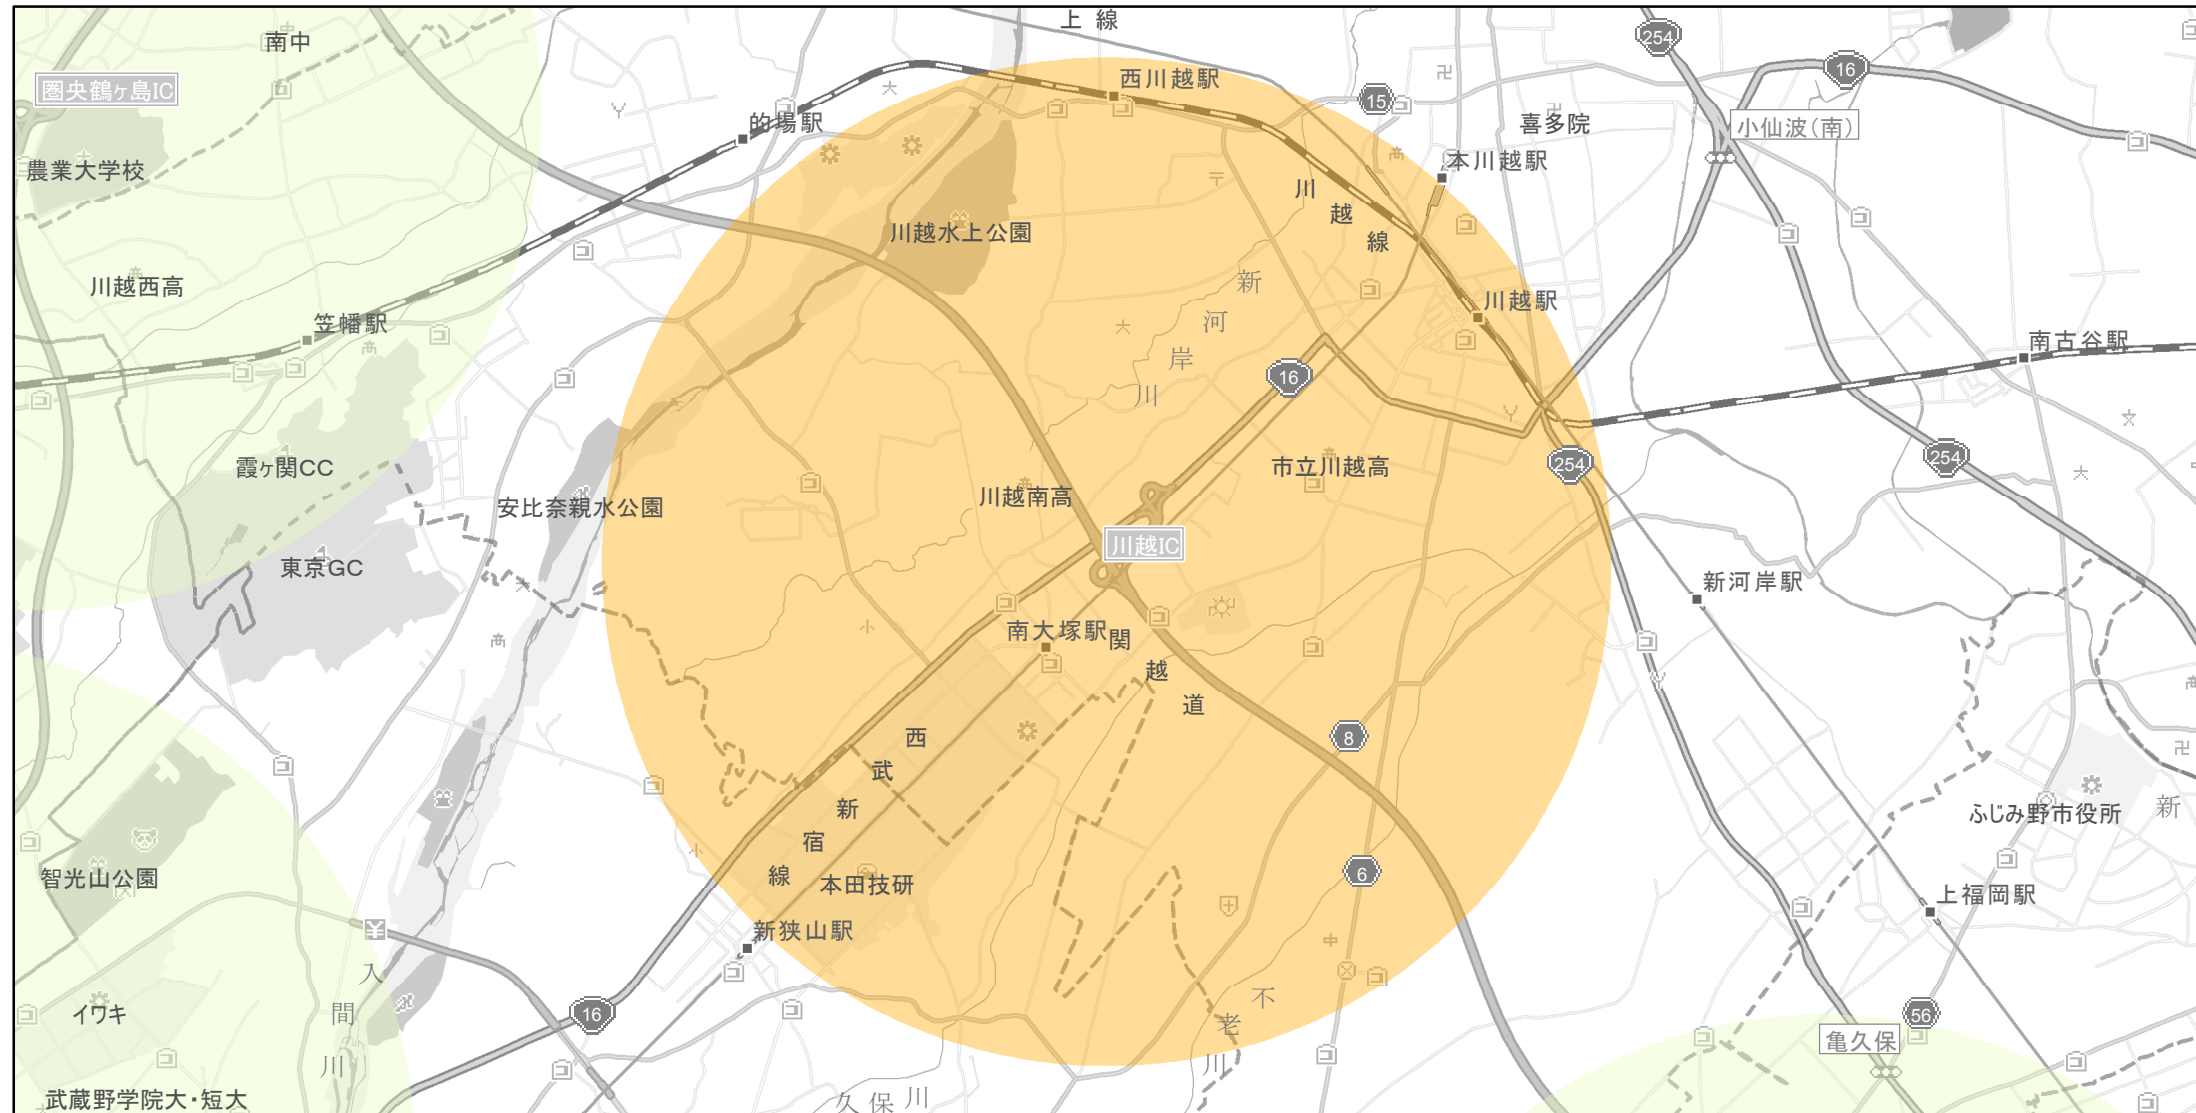 上線
南中
254
16
圏央鶴ヶ島IC
西川越駅
15
的場駅
喜多院
小仙波(南)
農業大学校
本川越駅
川越線
川越水上公園
川越西高
新河岸川
川越駅
笠幡駅
南古谷駅
16
霞ヶ関CC
市立川越高
254
254
川越南高
安比奈親水公園
川越IC
東京GC
新河岸駅
南大塚駅
関越道
西武新宿線
8
ふじみ野市役所
新
智光山公園
本田技研
6
上福岡駅
新狭山駅
入間川
不老川
イワキ
16
56
亀久保
武蔵野学院大・短大
久保川